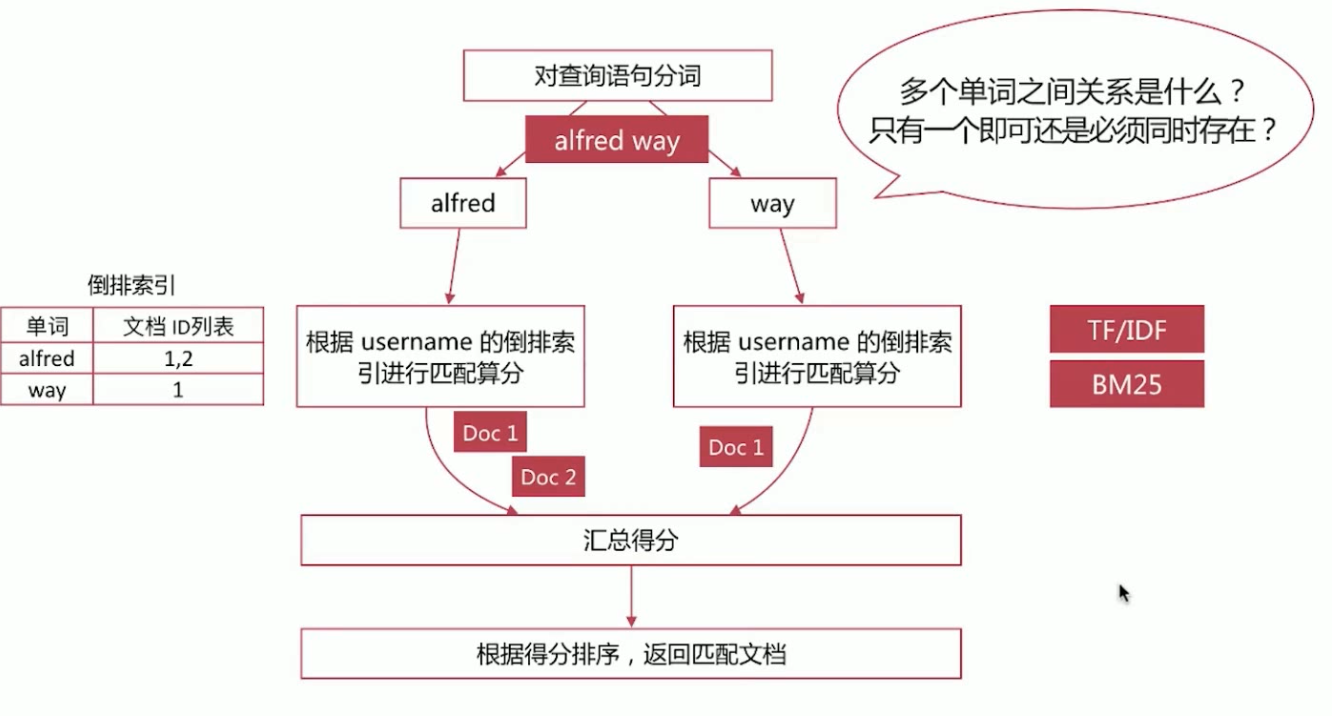 对查询语句分词
alfred way
多个单词之间关系是什么？
只有一个即可还是必须同时存在？
alfred
way
倒排索引
单词 文档 ID列表
alfred 1,2
way 1
根据 username 的倒排索
引进行匹配算分
根据 username 的倒排索
引进行匹配算分
TF/IDF
BM25
Doc 1
Doc 2
Doc 1
汇总得分
根据得分排序，返回匹配文档